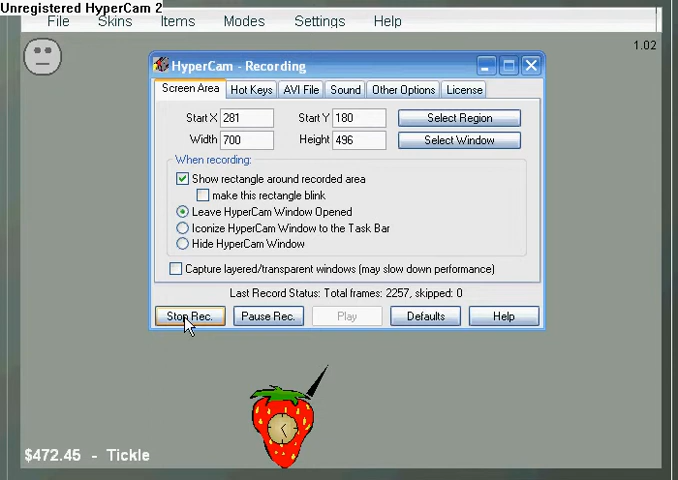 Unregistered HyperCam 2
File Skins Items Modes Settings Help
1.02
HyperCam - Recording
Screen Area Hot Keys AVI File Sound Other Options License
Start X 281 Start Y 180 Select Region
Width 700 Height 496 Select Window
When recording:
Show rectangle around recorded area
make this rectangle blink
Leave HyperCam Window Opened
Iconize HyperCam Window to the Task Bar
Hide HyperCam Window
Capture layered/transparent windows (may slow down performance)
Last Record Status: Total frames: 2257, skipped: 0
Stop Rec. Pause Rec. Play Defaults Help
$472.45 - Tickle